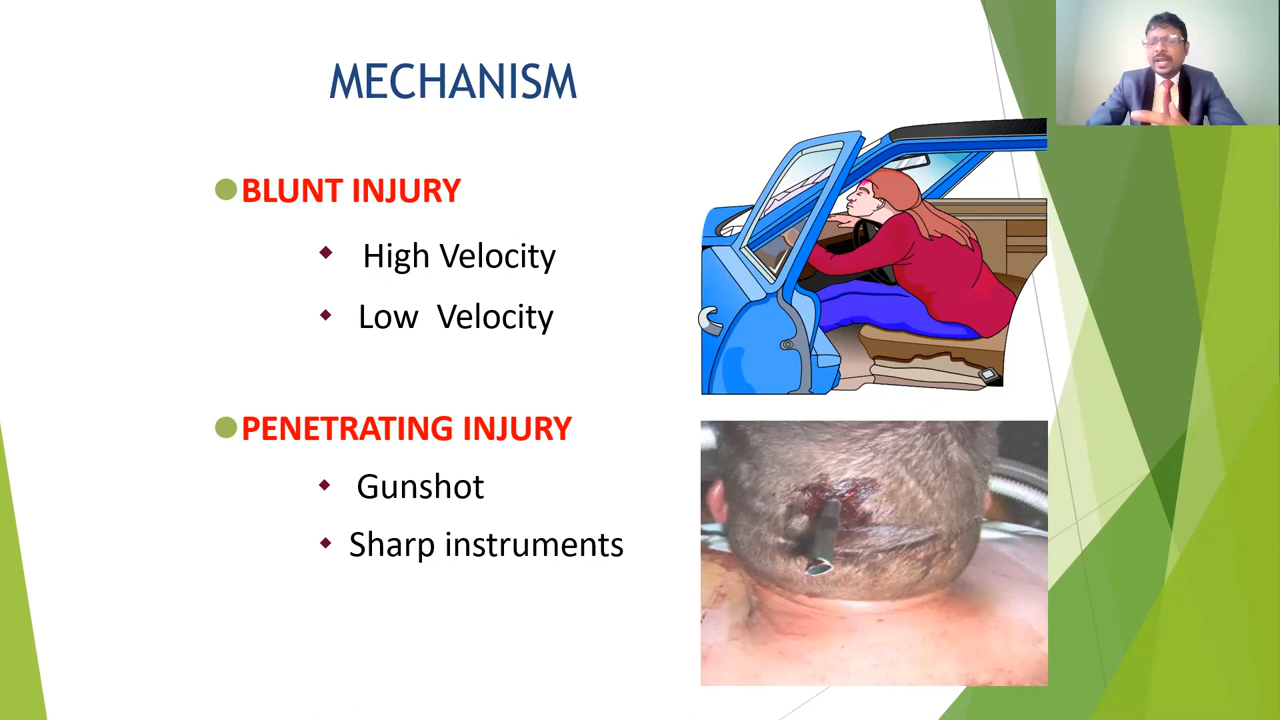 MECHANISM
BLUNT INJURY
High Velocity
Low Velocity
PENETRATING INJURY
Gunshot
Sharp instruments